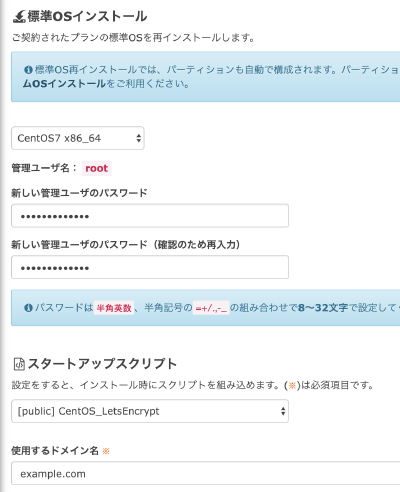 標準OSインストール
ご契約されたプランの標準OSを再インストールします。
標準OS再インストールでは、パーティションも自動で構成されます。パーティショ
ムOSインストールをご利用ください。
CentOS7 x86_64
管理ユーザ名： root
新しい管理ユーザのパスワード
•••••••••••••
新しい管理ユーザのパスワード（確認のため再入力）
•••••••••••••
パスワードは 半角英数 、半角記号の =+/.,-_ の組み合わせで8〜32文字で設定して
スタートアップスクリプト
設定をすると、インストール時にスクリプトを組み込めます。(※)は必須項目です。
[public] CentOS_LetsEncrypt
使用するドメイン名 ※
example.com